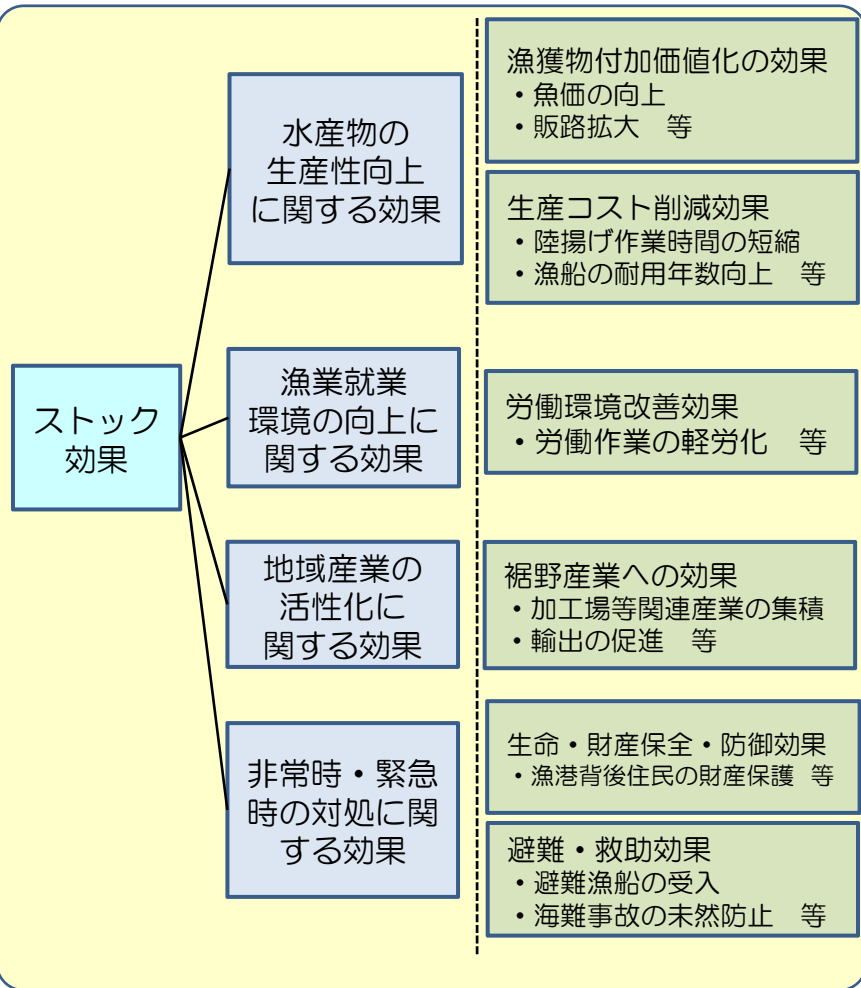 ストック
効果
水産物の
生産性向上
に関する効果
漁獲物付加価値化の効果
・魚価の向上
・販路拡大　等
生産コスト削減効果
・陸揚げ作業時間の短縮
・漁船の耐用年数向上　等
漁業就業
環境の向上に
関する効果
労働環境改善効果
・労働作業の軽労化　等
地域産業の
活性化に
関する効果
裾野産業への効果
・加工場等関連産業の集積
・輸出の促進　等
非常時・緊急
時の対処に関
する効果
生命・財産保全・防御効果
・漁港背後住民の財産保護 等
避難・救助効果
・避難漁船の受入
・海難事故の未然防止　等